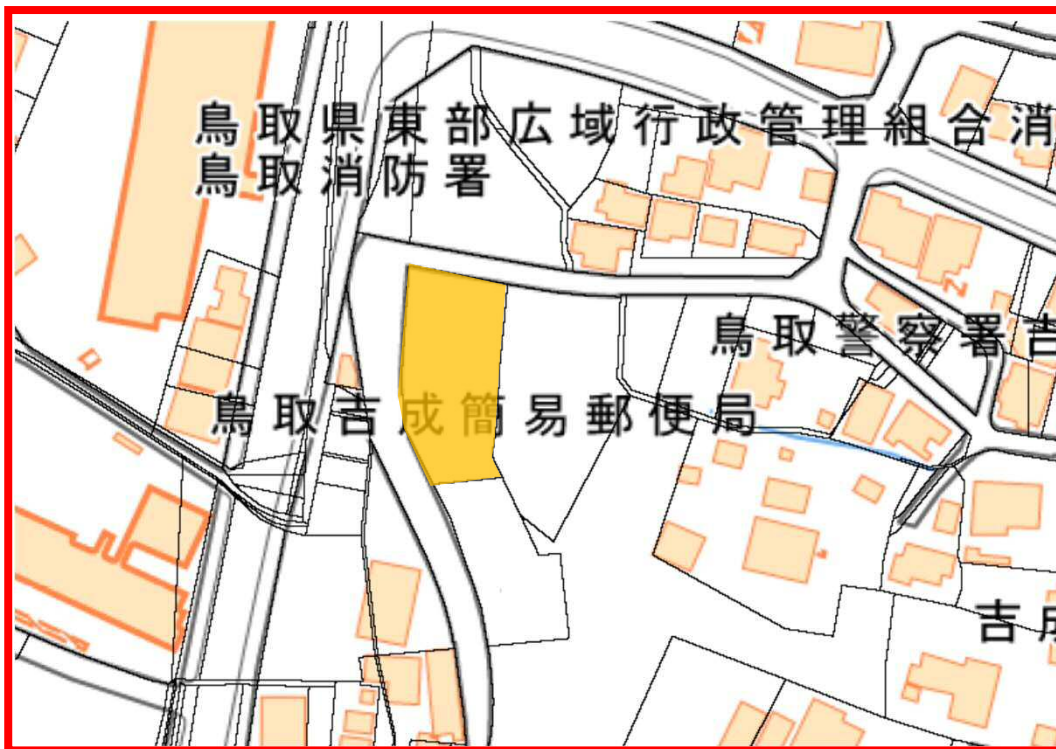 鳥取県東部広域行政管理組合消
鳥取消防署
鳥取警察署吉
鳥取吉成簡易郵便局
吉成